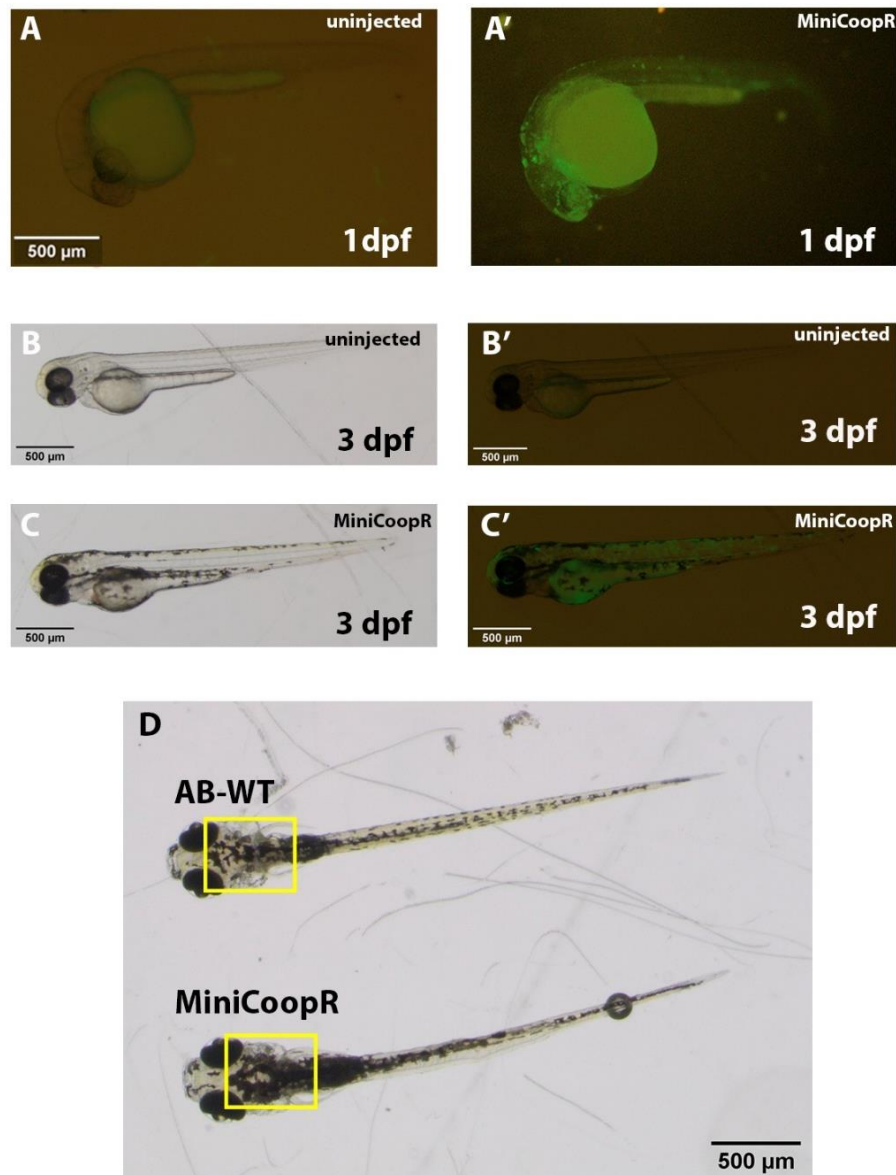 A
uninjected
500 µm
1dpf
A'
MiniCoopR
1 dpf
B
uninjected
500 µm
3 dpf
B'
uninjected
500 µm
3 dpf
C
MiniCoopR
500 µm
3 dpf
C'
MiniCoopR
500 µm
3 dpf
D
AB-WT
MiniCoopR
500 µm